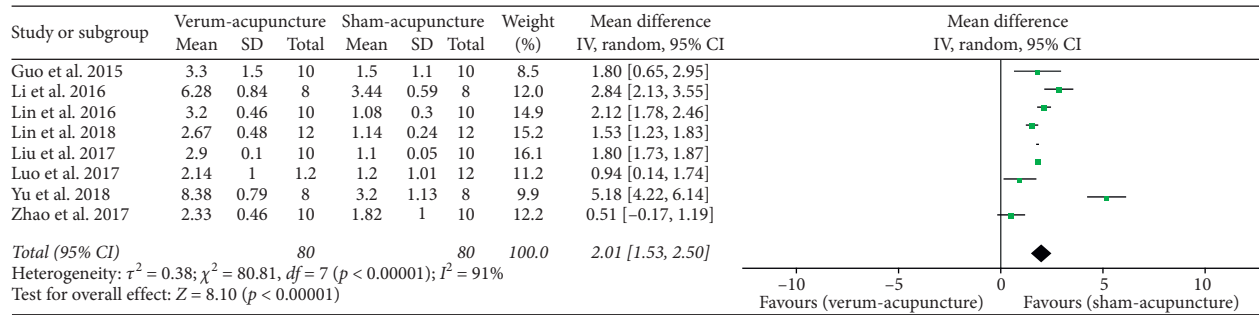 Study or subgroup Verum-acupuncture Sham-acupuncture Weight (%) Mean difference IV, random, 95% CI Mean difference IV, random, 95% CI
Mean SD Total Mean SD Total
Guo et al. 2015 3.3 1.5 10 1.5 1.1 10 8.5 1.80 [0.65, 2.95]
Li et al. 2016 6.28 0.84 8 3.44 0.59 8 12.0 2.84 [2.13, 3.55]
Lin et al. 2016 3.2 0.46 10 1.08 0.3 10 14.9 2.12 [1.78, 2.46]
Lin et al. 2018 2.67 0.48 12 1.14 0.24 12 15.2 1.53 [1.23, 1.83]
Liu et al. 2017 2.9 0.1 10 1.1 0.05 10 16.1 1.80 [1.73, 1.87]
Luo et al. 2017 2.14 1 1.2 1.2 1.01 12 11.2 0.94 [0.14, 1.74]
Yu et al. 2018 8.38 0.79 8 3.2 1.13 8 9.9 5.18 [4.22, 6.14]
Zhao et al. 2017 2.33 0.46 10 1.82 1 10 12.2 0.51 [–0.17, 1.19]
Total (95% CI) 80 80 100.0 2.01 [1.53, 2.50]
Heterogeneity: τ² = 0.38; χ² = 80.81, df = 7 (p < 0.00001); I² = 91%
Test for overall effect: Z = 8.10 (p < 0.00001)
–10 –5 0 5 10
Favours (verum-acupuncture) Favours (sham-acupuncture)